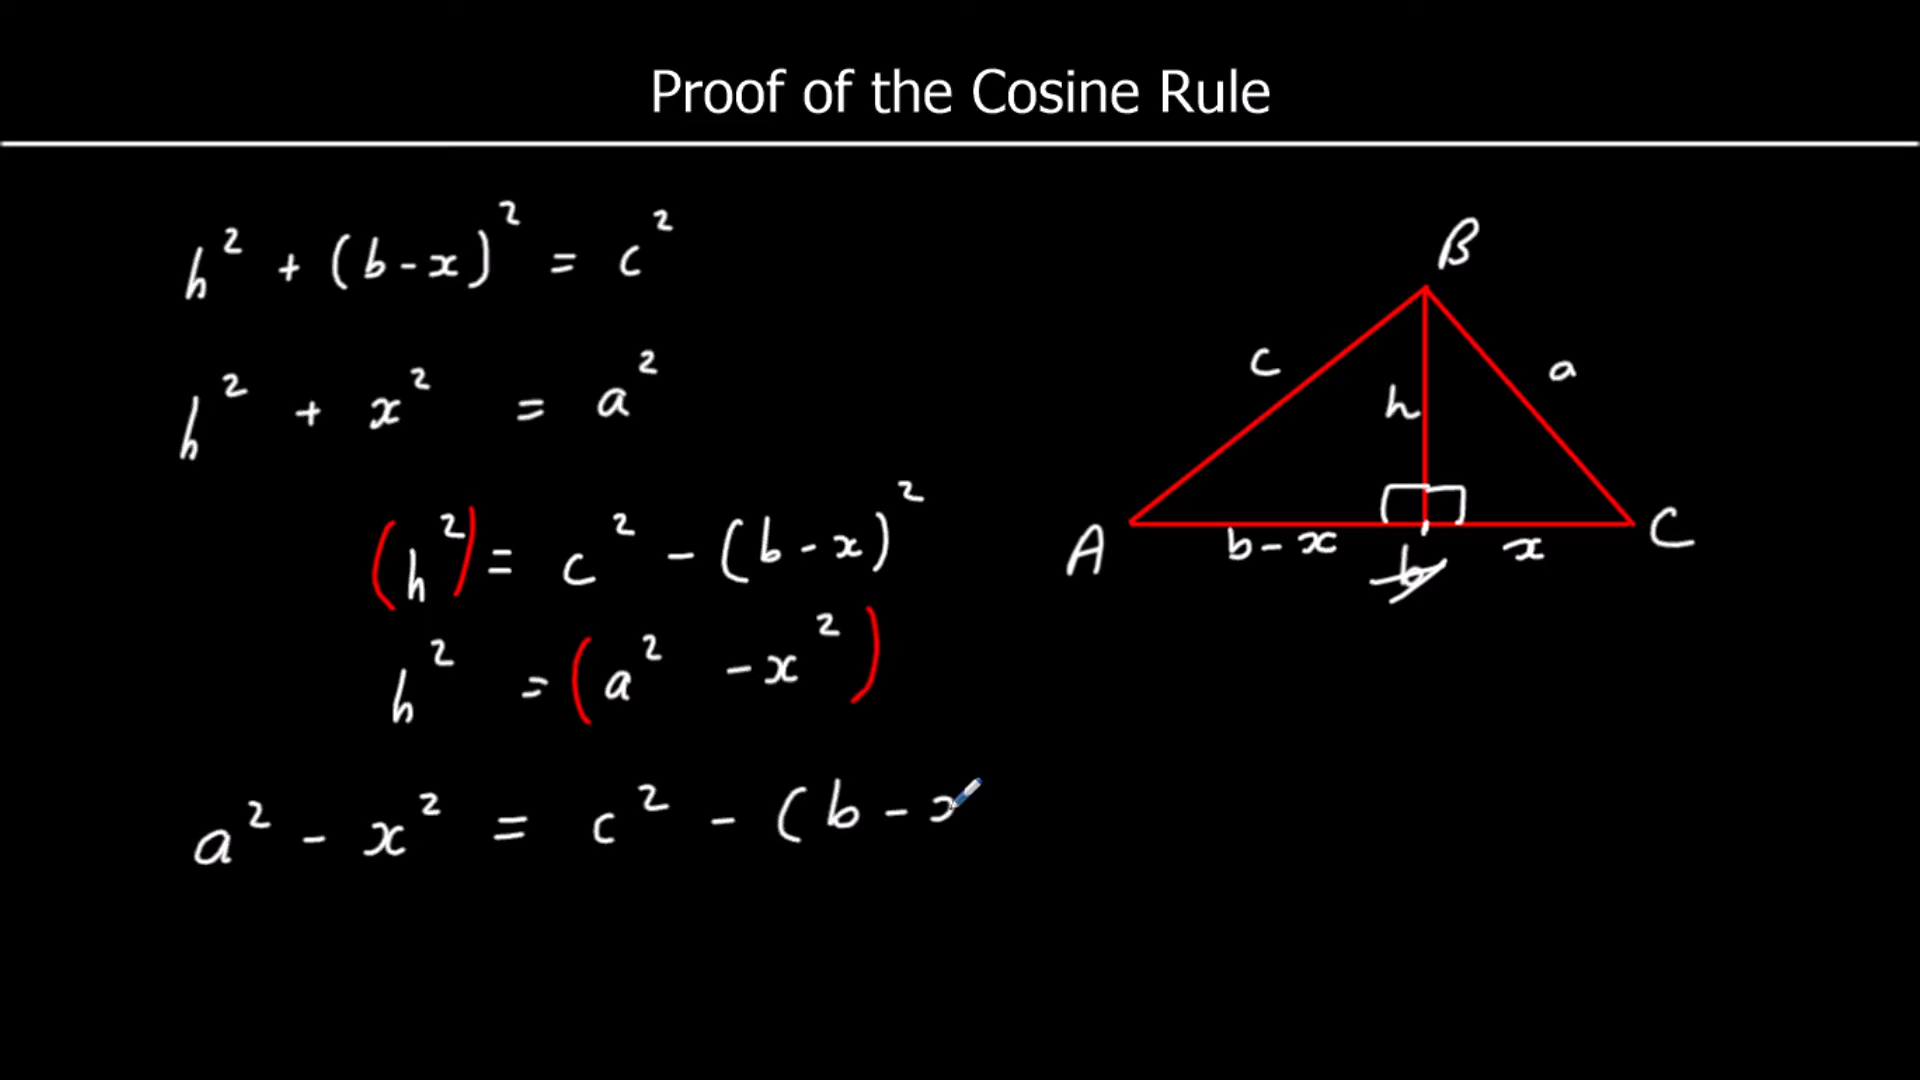 Proof of the Cosine Rule
h² + (b - x)² = c²
h² + x² = a²
(h²) = c² - (b - x)²
h² = (a² - x²)
a² - x² = c² - (b - x
B
c
a
h
A
b - x
b
x
C